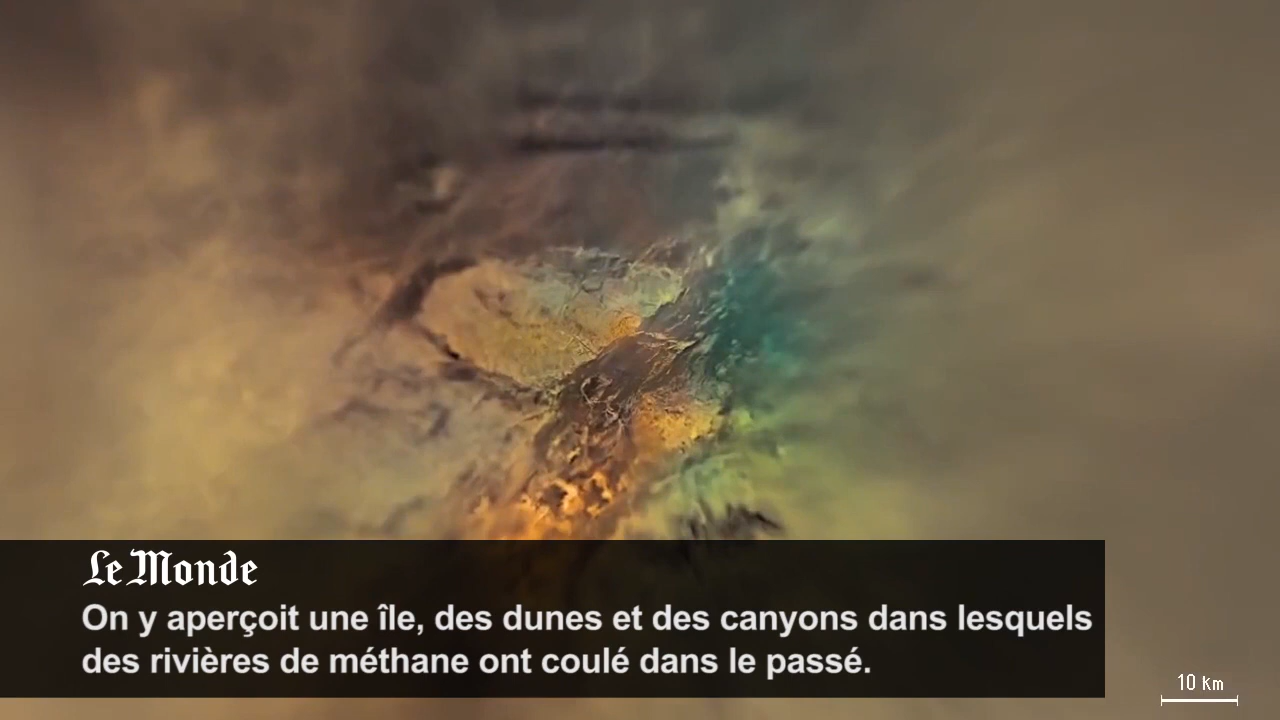 Le Monde
On y aperçoit une île, des dunes et des canyons dans lesquels
des rivières de méthane ont coulé dans le passé.
10 km